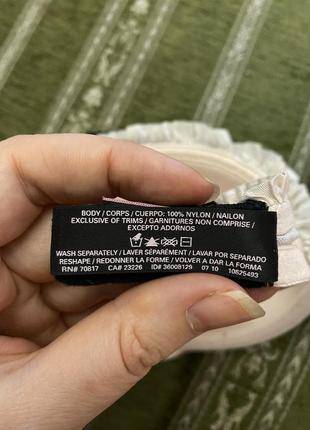 BODY / CORPS / CUERPO: 100% NYLON / NAILON
EXCLUSIVE OF TRIMS / GARNITURES NON COMPRISE /
EXCEPTO ADORNOS
WASH SEPARATELY / LAVER SÉPARÉMENT / LAVAR POR SEPARADO
RESHAPE / REDONNER LA FORME / VOLVER A DAR LA FORMA
RN# 70817 CA# 23226 ID# 36008129 07 10 10825493